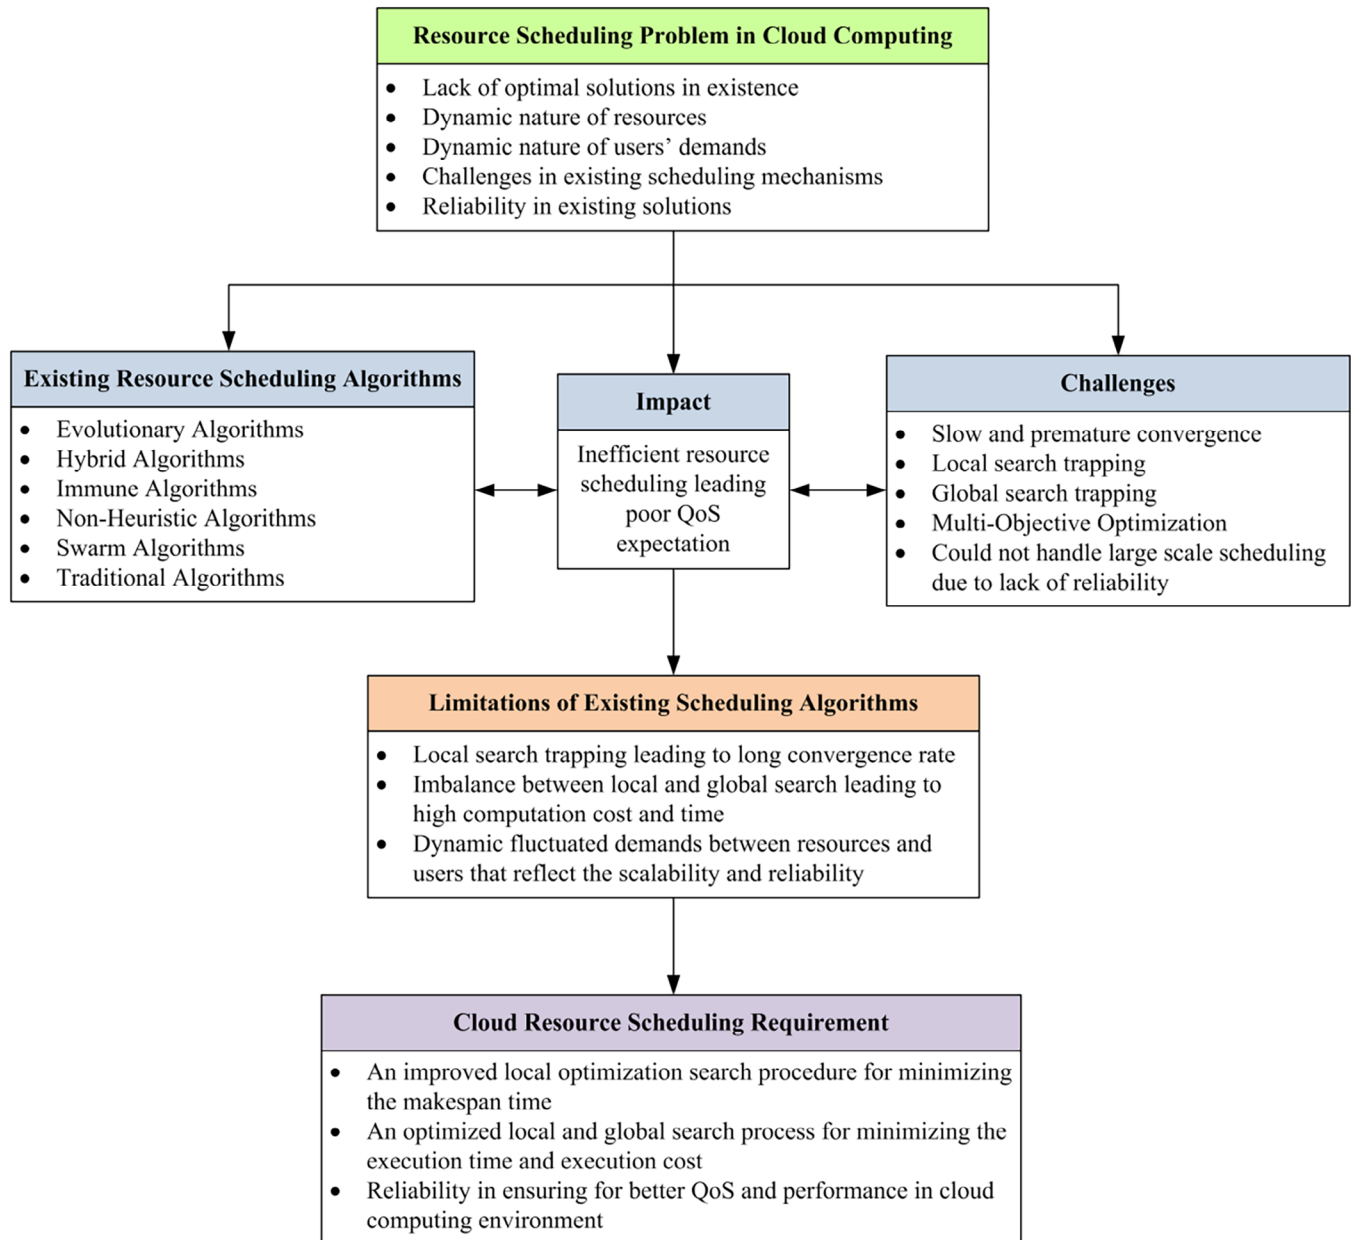 Resource Scheduling Problem in Cloud Computing
• Lack of optimal solutions in existence
• Dynamic nature of resources
• Dynamic nature of users’ demands
• Challenges in existing scheduling mechanisms
• Reliability in existing solutions
Existing Resource Scheduling Algorithms
• Evolutionary Algorithms
• Hybrid Algorithms
• Immune Algorithms
• Non-Heuristic Algorithms
• Swarm Algorithms
• Traditional Algorithms
Impact
Inefficient resource
scheduling leading
poor QoS
expectation
Challenges
• Slow and premature convergence
• Local search trapping
• Global search trapping
• Multi-Objective Optimization
• Could not handle large scale scheduling
due to lack of reliability
Limitations of Existing Scheduling Algorithms
• Local search trapping leading to long convergence rate
• Imbalance between local and global search leading to
high computation cost and time
• Dynamic fluctuated demands between resources and
users that reflect the scalability and reliability
Cloud Resource Scheduling Requirement
• An improved local optimization search procedure for minimizing
the makespan time
• An optimized local and global search process for minimizing the
execution time and execution cost
• Reliability in ensuring for better QoS and performance in cloud
computing environment